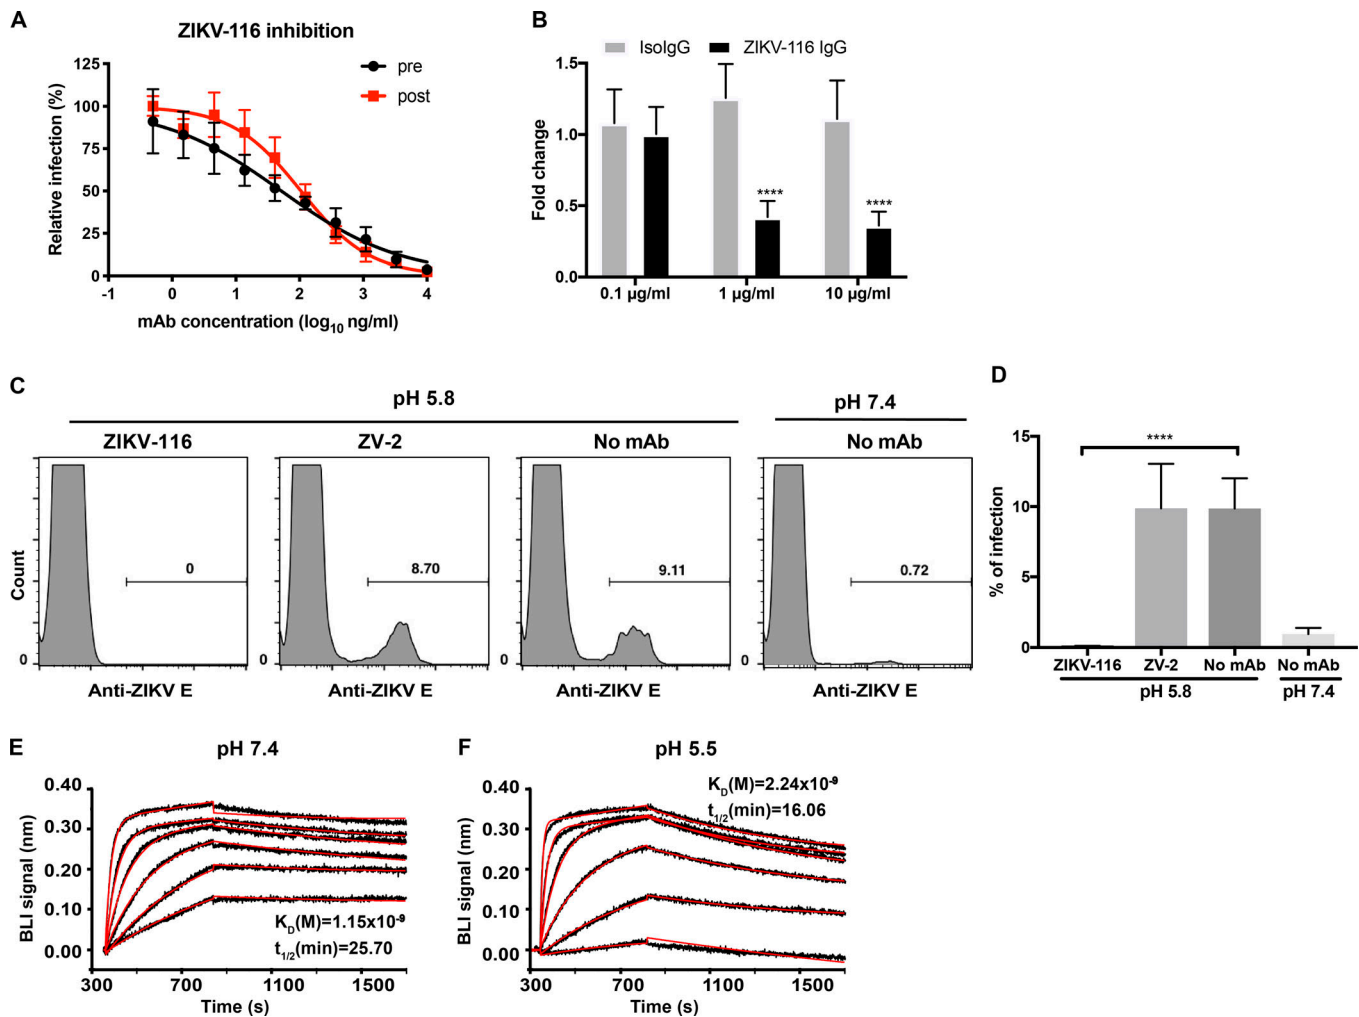 A
ZIKV-116 inhibition
125
100
75
50
25
0
Relative infection (%)
-1 0 1 2 3 4
mAb concentration (log10 ng/ml)
pre
post
B
IsoIgG ZIKV-116 IgG
1.5
1.0
0.5
0.0
Fold change
****
****
0.1 µg/ml 1 µg/ml 10 µg/ml
C
pH 5.8
pH 7.4
ZIKV-116 ZV-2 No mAb No mAb
Count
0 8.70 9.11 0.72
0 0 0 0
Anti-ZIKV E Anti-ZIKV E Anti-ZIKV E Anti-ZIKV E
D
15
10
5
0
% of infection
****
ZIKV-116 ZV-2 No mAb No mAb
pH 5.8 pH 7.4
E
pH 7.4
0.40
0.30
0.20
0.10
0.00
BLI signal (nm)
KD(M)=1.15x10-9
t1/2(min)=25.70
300 700 1100 1500
Time (s)
F
pH 5.5
0.40
0.30
0.20
0.10
0.00
BLI signal (nm)
KD(M)=2.24x10-9
t1/2(min)=16.06
300 700 1100 1500
Time (s)